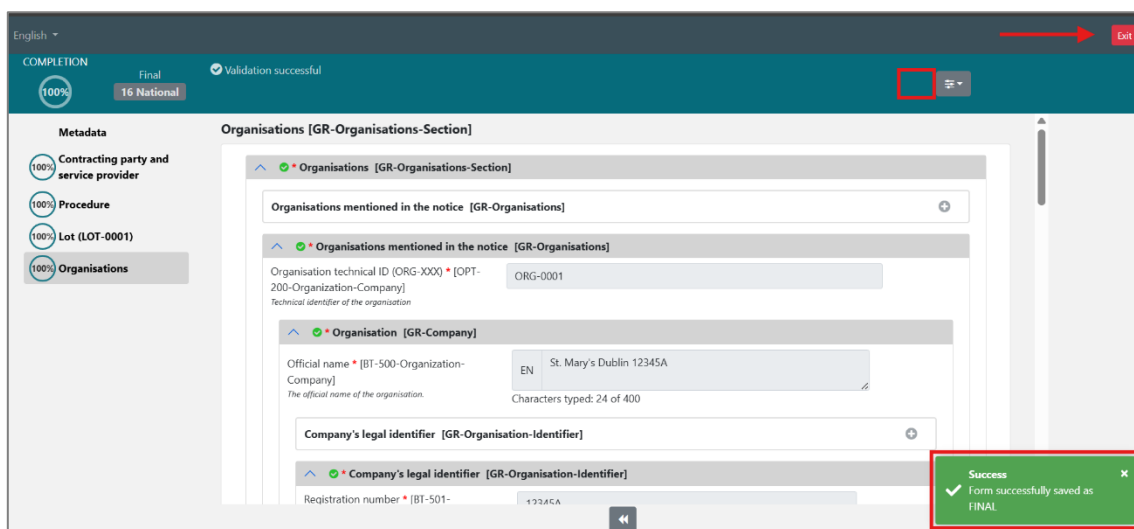 English
Exit
COMPLETION
100%
Final
16 National
Validation successful
Metadata
100% Contracting party and
service provider
100% Procedure
100% Lot (LOT-0001)
100% Organisations
Organisations [GR-Organisations-Section]
* Organisations [GR-Organisations-Section]
Organisations mentioned in the notice [GR-Organisations]
* Organisations mentioned in the notice [GR-Organisations]
Organisation technical ID (ORG-XXX) * [OPT-
200-Organization-Company]
Technical identifier of the organisation
ORG-0001
* Organisation [GR-Company]
Official name * [BT-500-Organization-
Company]
The official name of the organisation.
EN St. Mary's Dublin 12345A
Characters typed: 24 of 400
Company's legal identifier [GR-Organisation-Identifier]
* Company's legal identifier [GR-Organisation-Identifier]
Registration number * [BT-501-
12345A
Success
Form successfully saved as
FINAL